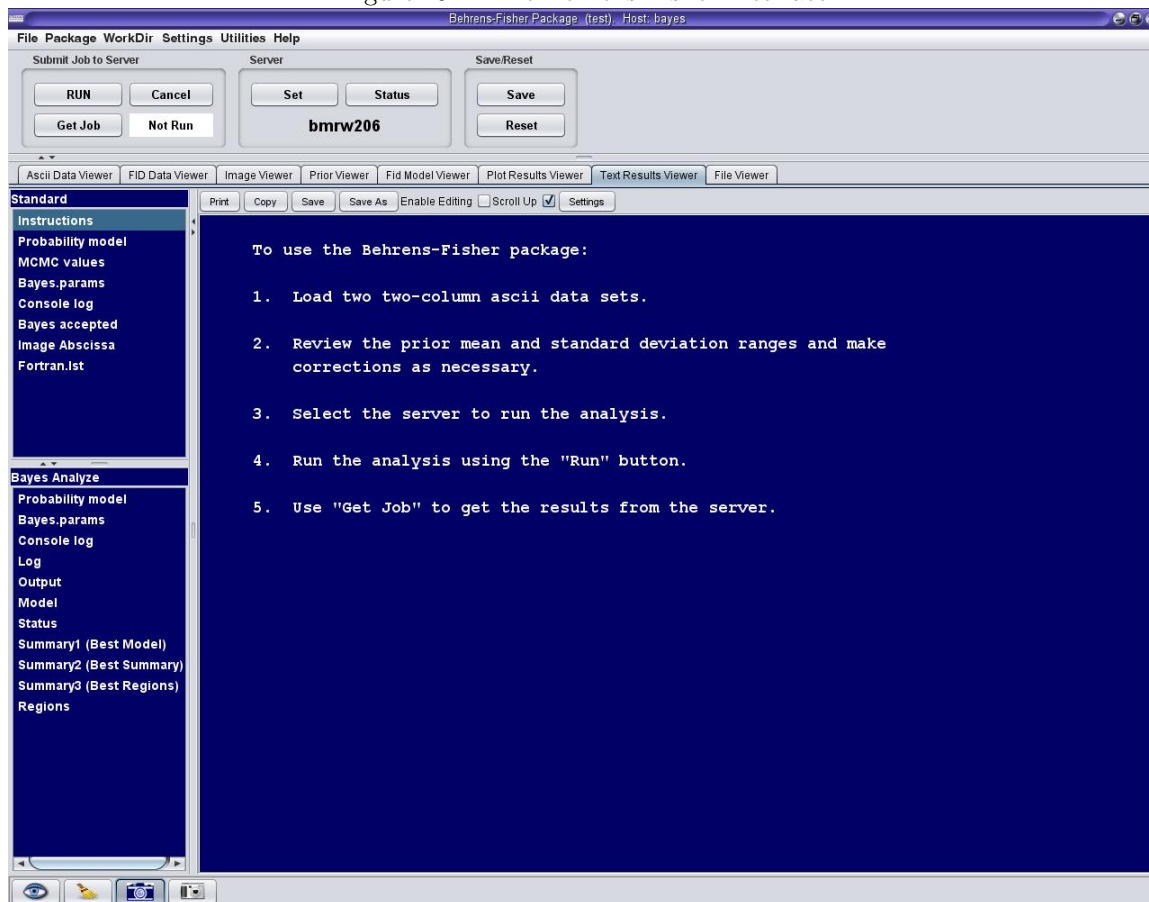 Behrens-Fisher Package (test), Host: bayes
File Package WorkDir Settings Utilities Help
Submit Job to Server Server Save/Reset
RUN Cancel Set Status Save
Get Job Not Run bmrw206 Reset
Ascii Data Viewer FID Data Viewer Image Viewer Prior Viewer Fid Model Viewer Plot Results Viewer Text Results Viewer File Viewer
Standard
Print Copy Save Save As Enable Editing Scroll Up Settings
Instructions
Probability model
MCMC values
Bayes.params
Console log
Bayes accepted
Image Abscissa
Fortran.lst
To use the Behrens-Fisher package:
1. Load two two-column ascii data sets.
2. Review the prior mean and standard deviation ranges and make
corrections as necessary.
3. Select the server to run the analysis.
4. Run the analysis using the "Run" button.
5. Use "Get Job" to get the results from the server.
Bayes Analyze
Probability model
Bayes.params
Console log
Log
Output
Model
Status
Summary1 (Best Model)
Summary2 (Best Summary)
Summary3 (Best Regions)
Regions